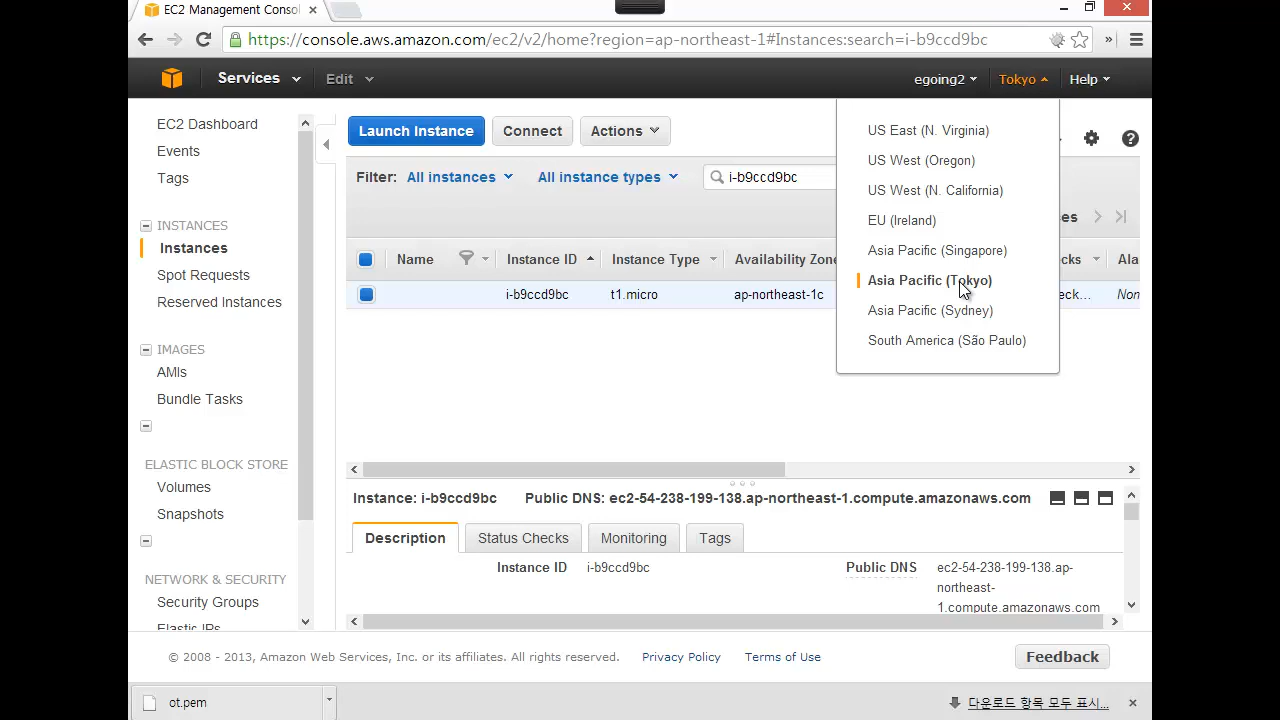 EC2 Management Consol
https://console.aws.amazon.com/ec2/v2/home?region=ap-northeast-1#Instances:search=i-b9ccd9bc
Services
Edit
egoing2
Tokyo
Help
EC2 Dashboard
Events
Tags
INSTANCES
Instances
Spot Requests
Reserved Instances
IMAGES
AMIs
Bundle Tasks
ELASTIC BLOCK STORE
Volumes
Snapshots
NETWORK & SECURITY
Security Groups
Elastic IPs
Launch Instance
Connect
Actions
Filter: All instances
All instance types
i-b9ccd9bc
US East (N. Virginia)
US West (Oregon)
US West (N. California)
EU (Ireland)
Asia Pacific (Singapore)
Asia Pacific (Tokyo)
Asia Pacific (Sydney)
South America (São Paulo)
Name
Instance ID
Instance Type
Availability Zone
i-b9ccd9bc
t1.micro
ap-northeast-1c
Instance: i-b9ccd9bc
Public DNS: ec2-54-238-199-138.ap-northeast-1.compute.amazonaws.com
Description
Status Checks
Monitoring
Tags
Instance ID
i-b9ccd9bc
Public DNS
ec2-54-238-199-138.ap-
northeast-
1.compute.amazonaws.com
© 2008 - 2013, Amazon Web Services, Inc. or its affiliates. All rights reserved.
Privacy Policy
Terms of Use
Feedback
ot.pem
다운로드 항목 모두 표시...